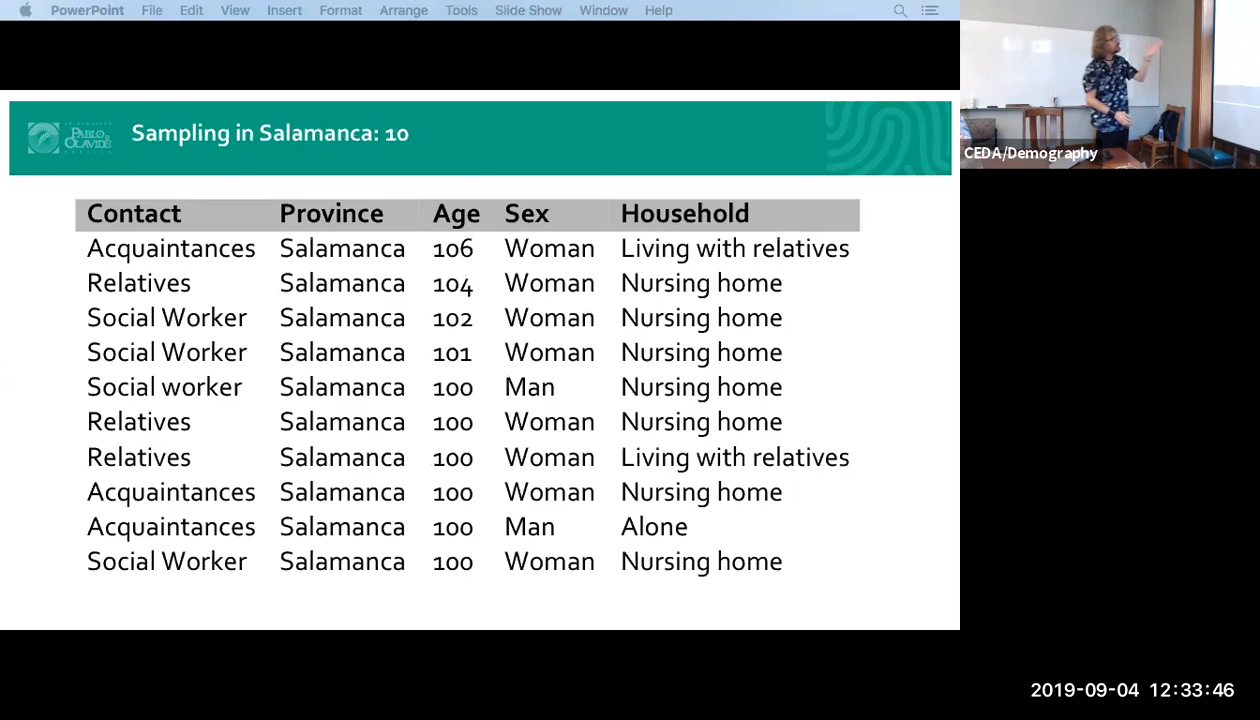 PowerPoint File Edit View Insert Format Arrange Tools Slide Show Window Help
PABLO
OLAVIDE
Sampling in Salamanca: 10
CEDA/Demography
Contact Province Age Sex Household
Acquaintances Salamanca 106 Woman Living with relatives
Relatives Salamanca 104 Woman Nursing home
Social Worker Salamanca 102 Woman Nursing home
Social Worker Salamanca 101 Woman Nursing home
Social worker Salamanca 100 Man Nursing home
Relatives Salamanca 100 Woman Nursing home
Relatives Salamanca 100 Woman Living with relatives
Acquaintances Salamanca 100 Woman Nursing home
Acquaintances Salamanca 100 Man Alone
Social Worker Salamanca 100 Woman Nursing home
2019-09-04 12:33:46